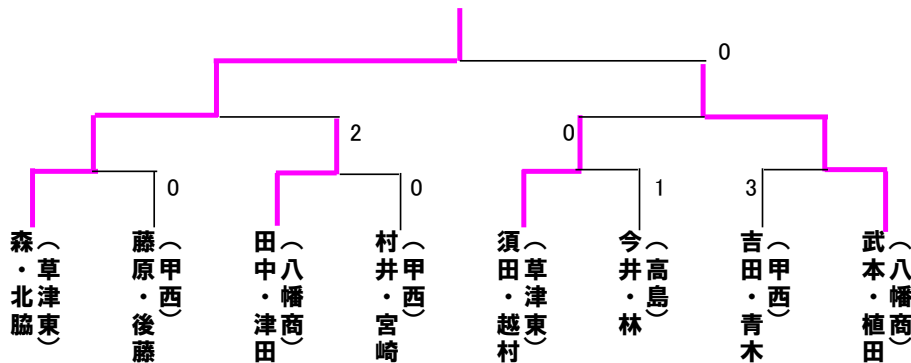 0
2
0
0
0
1
3
森・北脇
（草津東）
藤原・後藤
（甲西）
田中・津田
（八幡商）
村井・宮崎
（甲西）
須田・越村
（草津東）
今井・林
（高島）
吉田・青木
（甲西）
武本・植田
（八幡商）